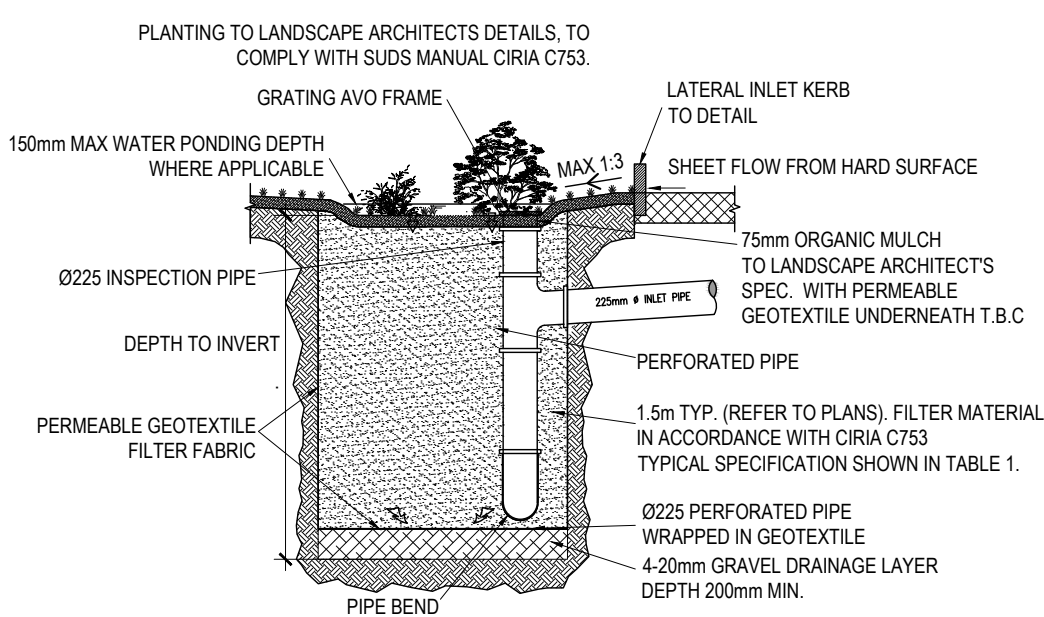 PLANTING TO LANDSCAPE ARCHITECTS DETAILS, TO
COMPLY WITH SUDS MANUAL CIRIA C753.
GRATING AVO FRAME
150mm MAX WATER PONDING DEPTH
WHERE APPLICABLE
LATERAL INLET KERB
TO DETAIL
MAX 1:3
SHEET FLOW FROM HARD SURFACE
75mm ORGANIC MULCH
TO LANDSCAPE ARCHITECT'S
SPEC. WITH PERMEABLE
GEOTEXTILE UNDERNEATH T.B.C
Ø225 INSPECTION PIPE
225mm ø INLET PIPE
DEPTH TO INVERT
PERFORATED PIPE
PERMEABLE GEOTEXTILE
FILTER FABRIC
1.5m TYP. (REFER TO PLANS). FILTER MATERIAL
IN ACCORDANCE WITH CIRIA C753
TYPICAL SPECIFICATION SHOWN IN TABLE 1.
Ø225 PERFORATED PIPE
WRAPPED IN GEOTEXTILE
4-20mm GRAVEL DRAINAGE LAYER
DEPTH 200mm MIN.
PIPE BEND